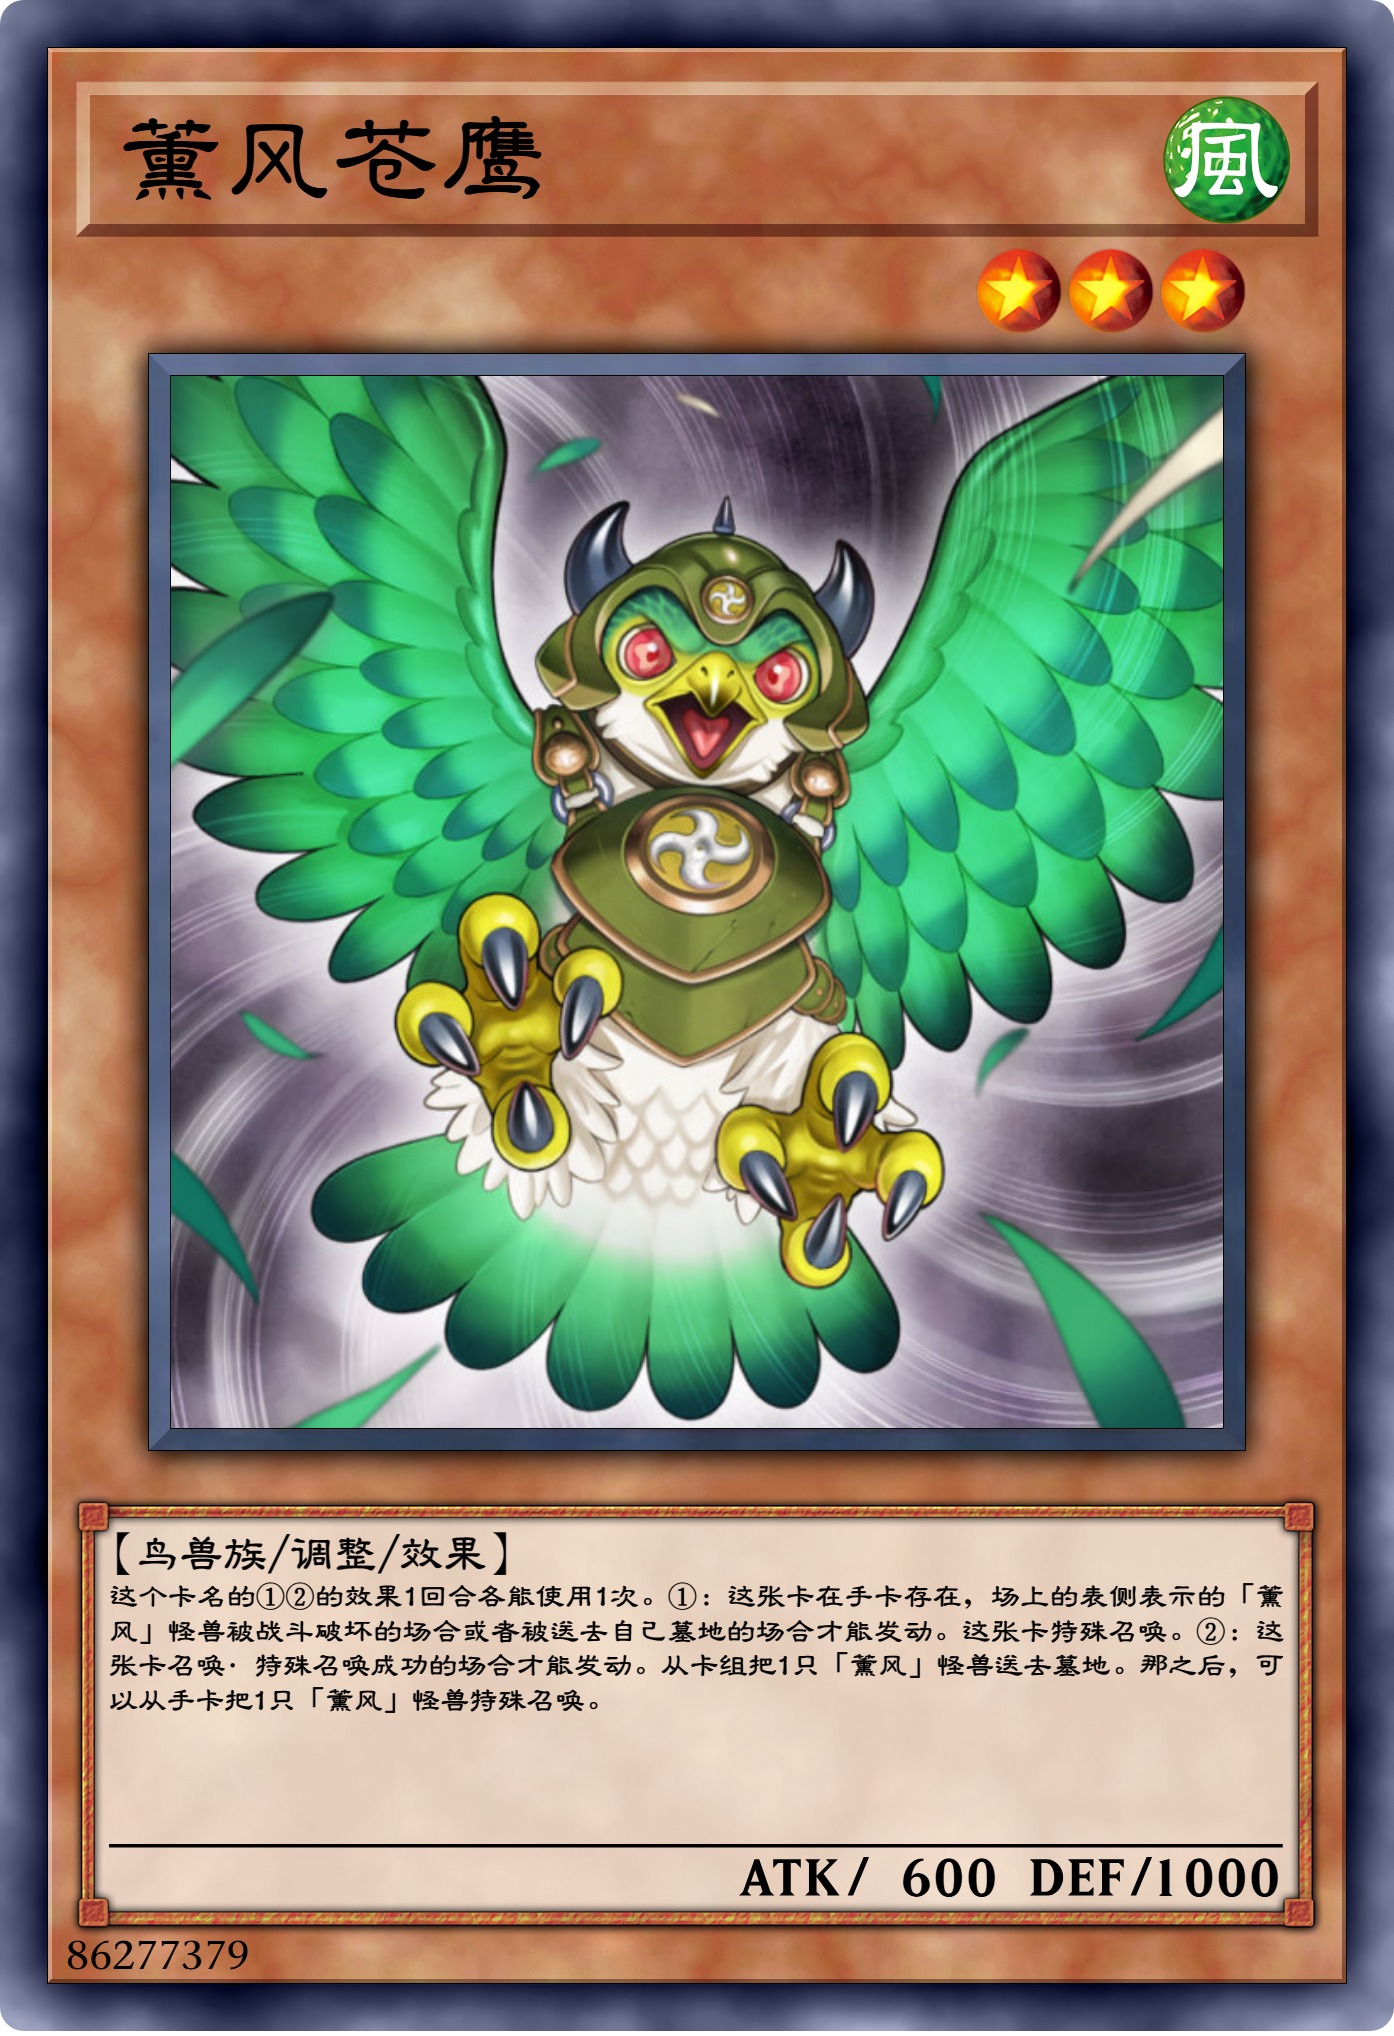 薰风苍鹰
風
【鸟兽族/调整/效果】
这个卡名的①②的效果1回合各能使用1次。①：这张卡在手卡存在，场上的表侧表示的「薰
风」怪兽被战斗破坏的场合或者被送去自己墓地的场合才能发动。这张卡特殊召唤。②：这
张卡召唤·特殊召唤成功的场合才能发动。从卡组把1只「薰风」怪兽送去墓地。那之后，可
以从手卡把1只「薰风」怪兽特殊召唤。
ATK/ 600 DEF/1000
86277379